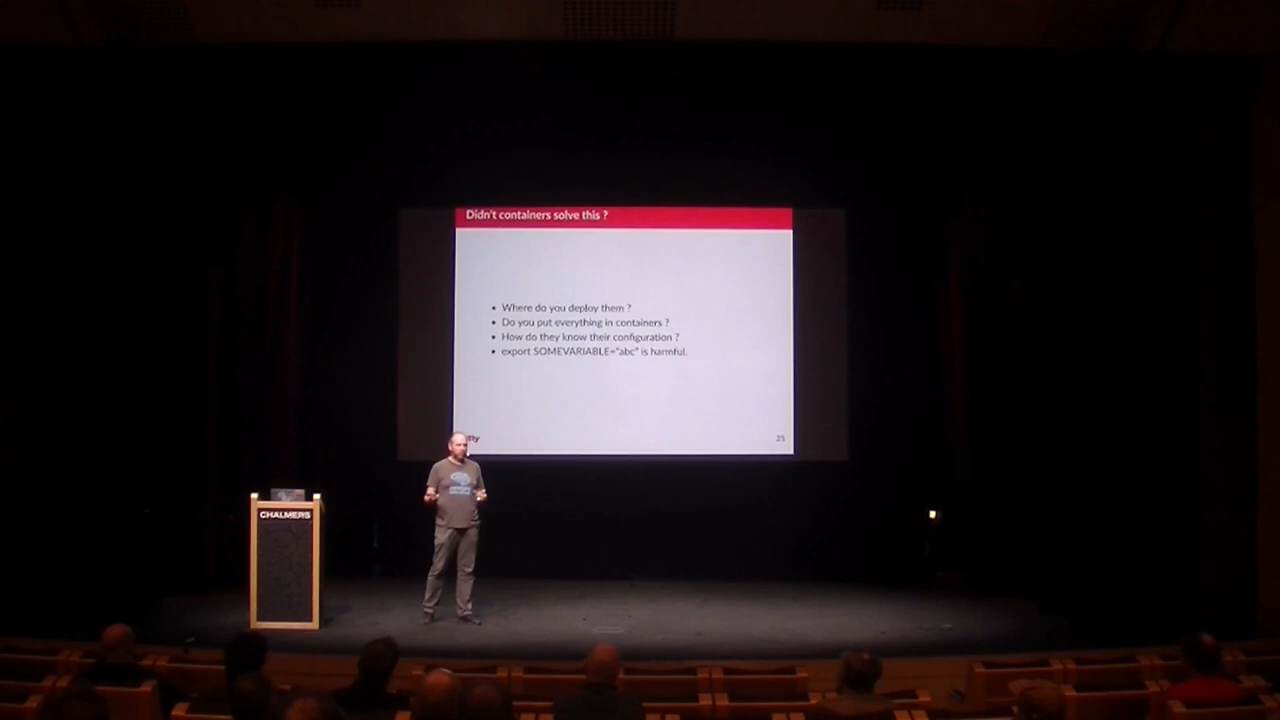 Didn't containers solve this ?
• Where do you deploy them ?
• Do you put everything in containers ?
• How do they know their configuration ?
• export SOMEVARIABLE="abc" is harmful.
CHALMERS